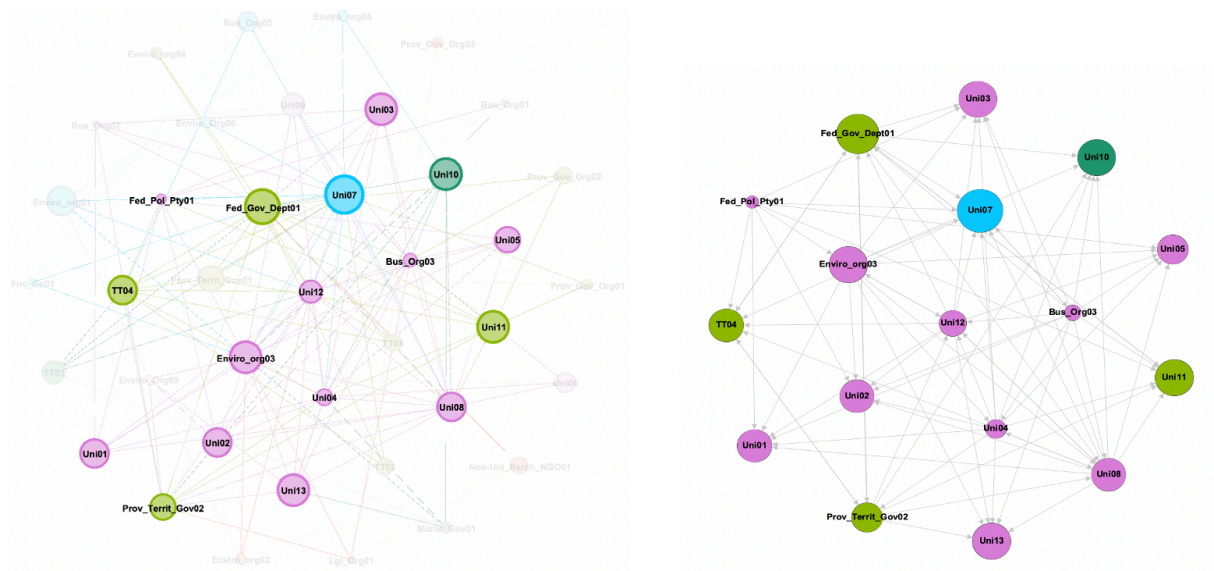 Bus_Org05
Enviro_org05
Prov_Gov_Org03
Enviro_org04
Uni09
Uni03
Bus_Org01
Bus_Org02
Enviro_Org08
Uni10
Prov_Gov_Org02
Uni07
Enviro_org01
Fed_Pol_Pty01
Fed_Gov_Dept01
Uni05
Bus_Org03
Prov_Territ_Gov01
TT04
Uni12
Prov_Gov_Org01
Uni11
TT03
Enviro_org03
TT01
Enviro_Org09
Uni06
Uni04
Uni08
Uni02
Uni01
TT02
Non-Uni_Rsrch_NGO01
Uni13
Prov_Territ_Gov02
Munic_Gov01
Enviro_org02
Lgl_Org01
Uni03
Fed_Gov_Dept01
Uni10
Fed_Pol_Pty01
Uni07
Uni05
Enviro_org03
Bus_Org03
TT04
Uni12
Uni11
Uni02
Uni04
Uni01
Uni08
Prov_Territ_Gov02
Uni13